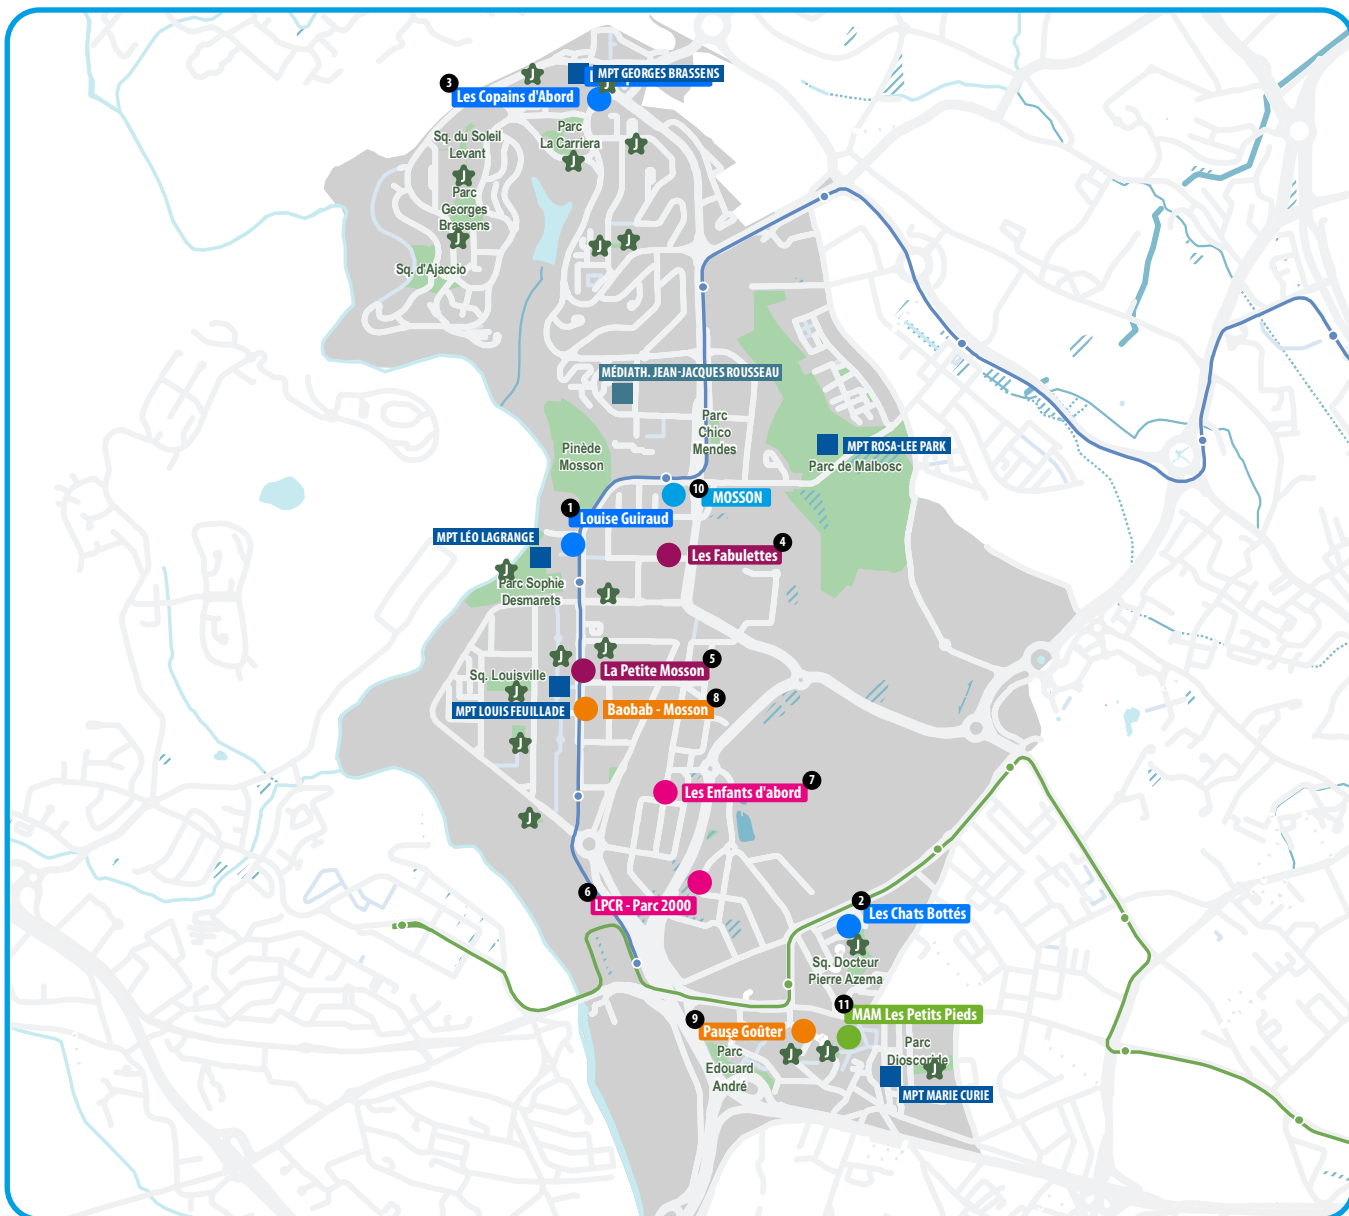 MPT GEORGES BRASSENS
3
Les Copains d'Abord
J
J
Sq. du Soleil
Levant
Parc
La Carriera
J
J
J
Parc
Georges
Brassens
J
J
J
Sq. d'Ajaccio
MÉDIATH. JEAN-JACQUES ROUSSEAU
Parc
Chico
Mendes
Pinède
Mosson
MPT ROSA-LEE PARK
Parc de Malbosc
10
MOSSON
1
Louise Guiraud
MPT LÉO LAGRANGE
4
Les Fabulettes
J
Parc Sophie
Desmarets
J
J
J
5
La Petite Mosson
Sq. Louisville
J
8
Baobab - Mosson
MPT LOUIS FEUILLADE
J
7
Les Enfants d'abord
J
6
LPCR - Parc 2000
2
Les Chats Bottés
J
Sq. Docteur
Pierre Azema
11
MAM Les Petits Pieds
9
Pause Goûter
J
J
Parc
Edouard
André
Parc
Dioscoride
J
MPT MARIE CURIE